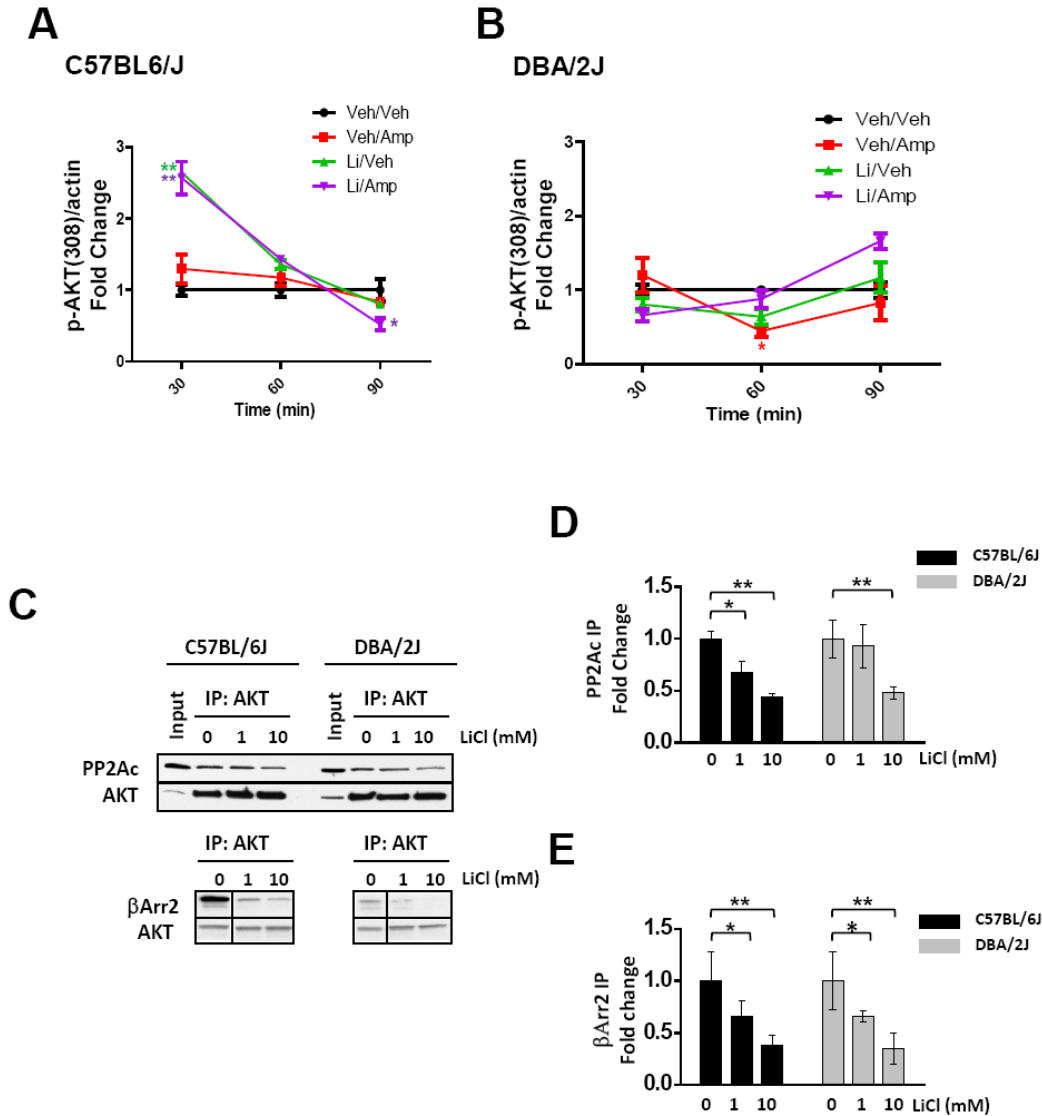 A
C57BL6/J
Veh/Veh
Veh/Amp
Li/Veh
Li/Amp
p-AKT(308)/actin
Fold Change
3
2
1
0
**
**
*
30
60
90
Time (min)
B
DBA/2J
Veh/Veh
Veh/Amp
Li/Veh
Li/Amp
p-AKT(308)/actin
Fold Change
3
2
1
0
*
30
60
90
Time (min)
C
C57BL/6J
DBA/2J
Input
IP: AKT
Input
IP: AKT
0 1 10
0 1 10
LiCl (mM)
PP2Ac
AKT
IP: AKT
IP: AKT
0 1 10
0 1 10
LiCl (mM)
βArr2
AKT
D
C57BL/6J
DBA/2J
PP2Ac IP
Fold Change
1.5
1.0
0.5
0.0
**
*
**
0 1 10
0 1 10
LiCl (mM)
E
C57BL/6J
DBA/2J
βArr2 IP
Fold change
1.5
1.0
0.5
0.0
**
*
**
*
0 1 10
0 1 10
LiCl (mM)